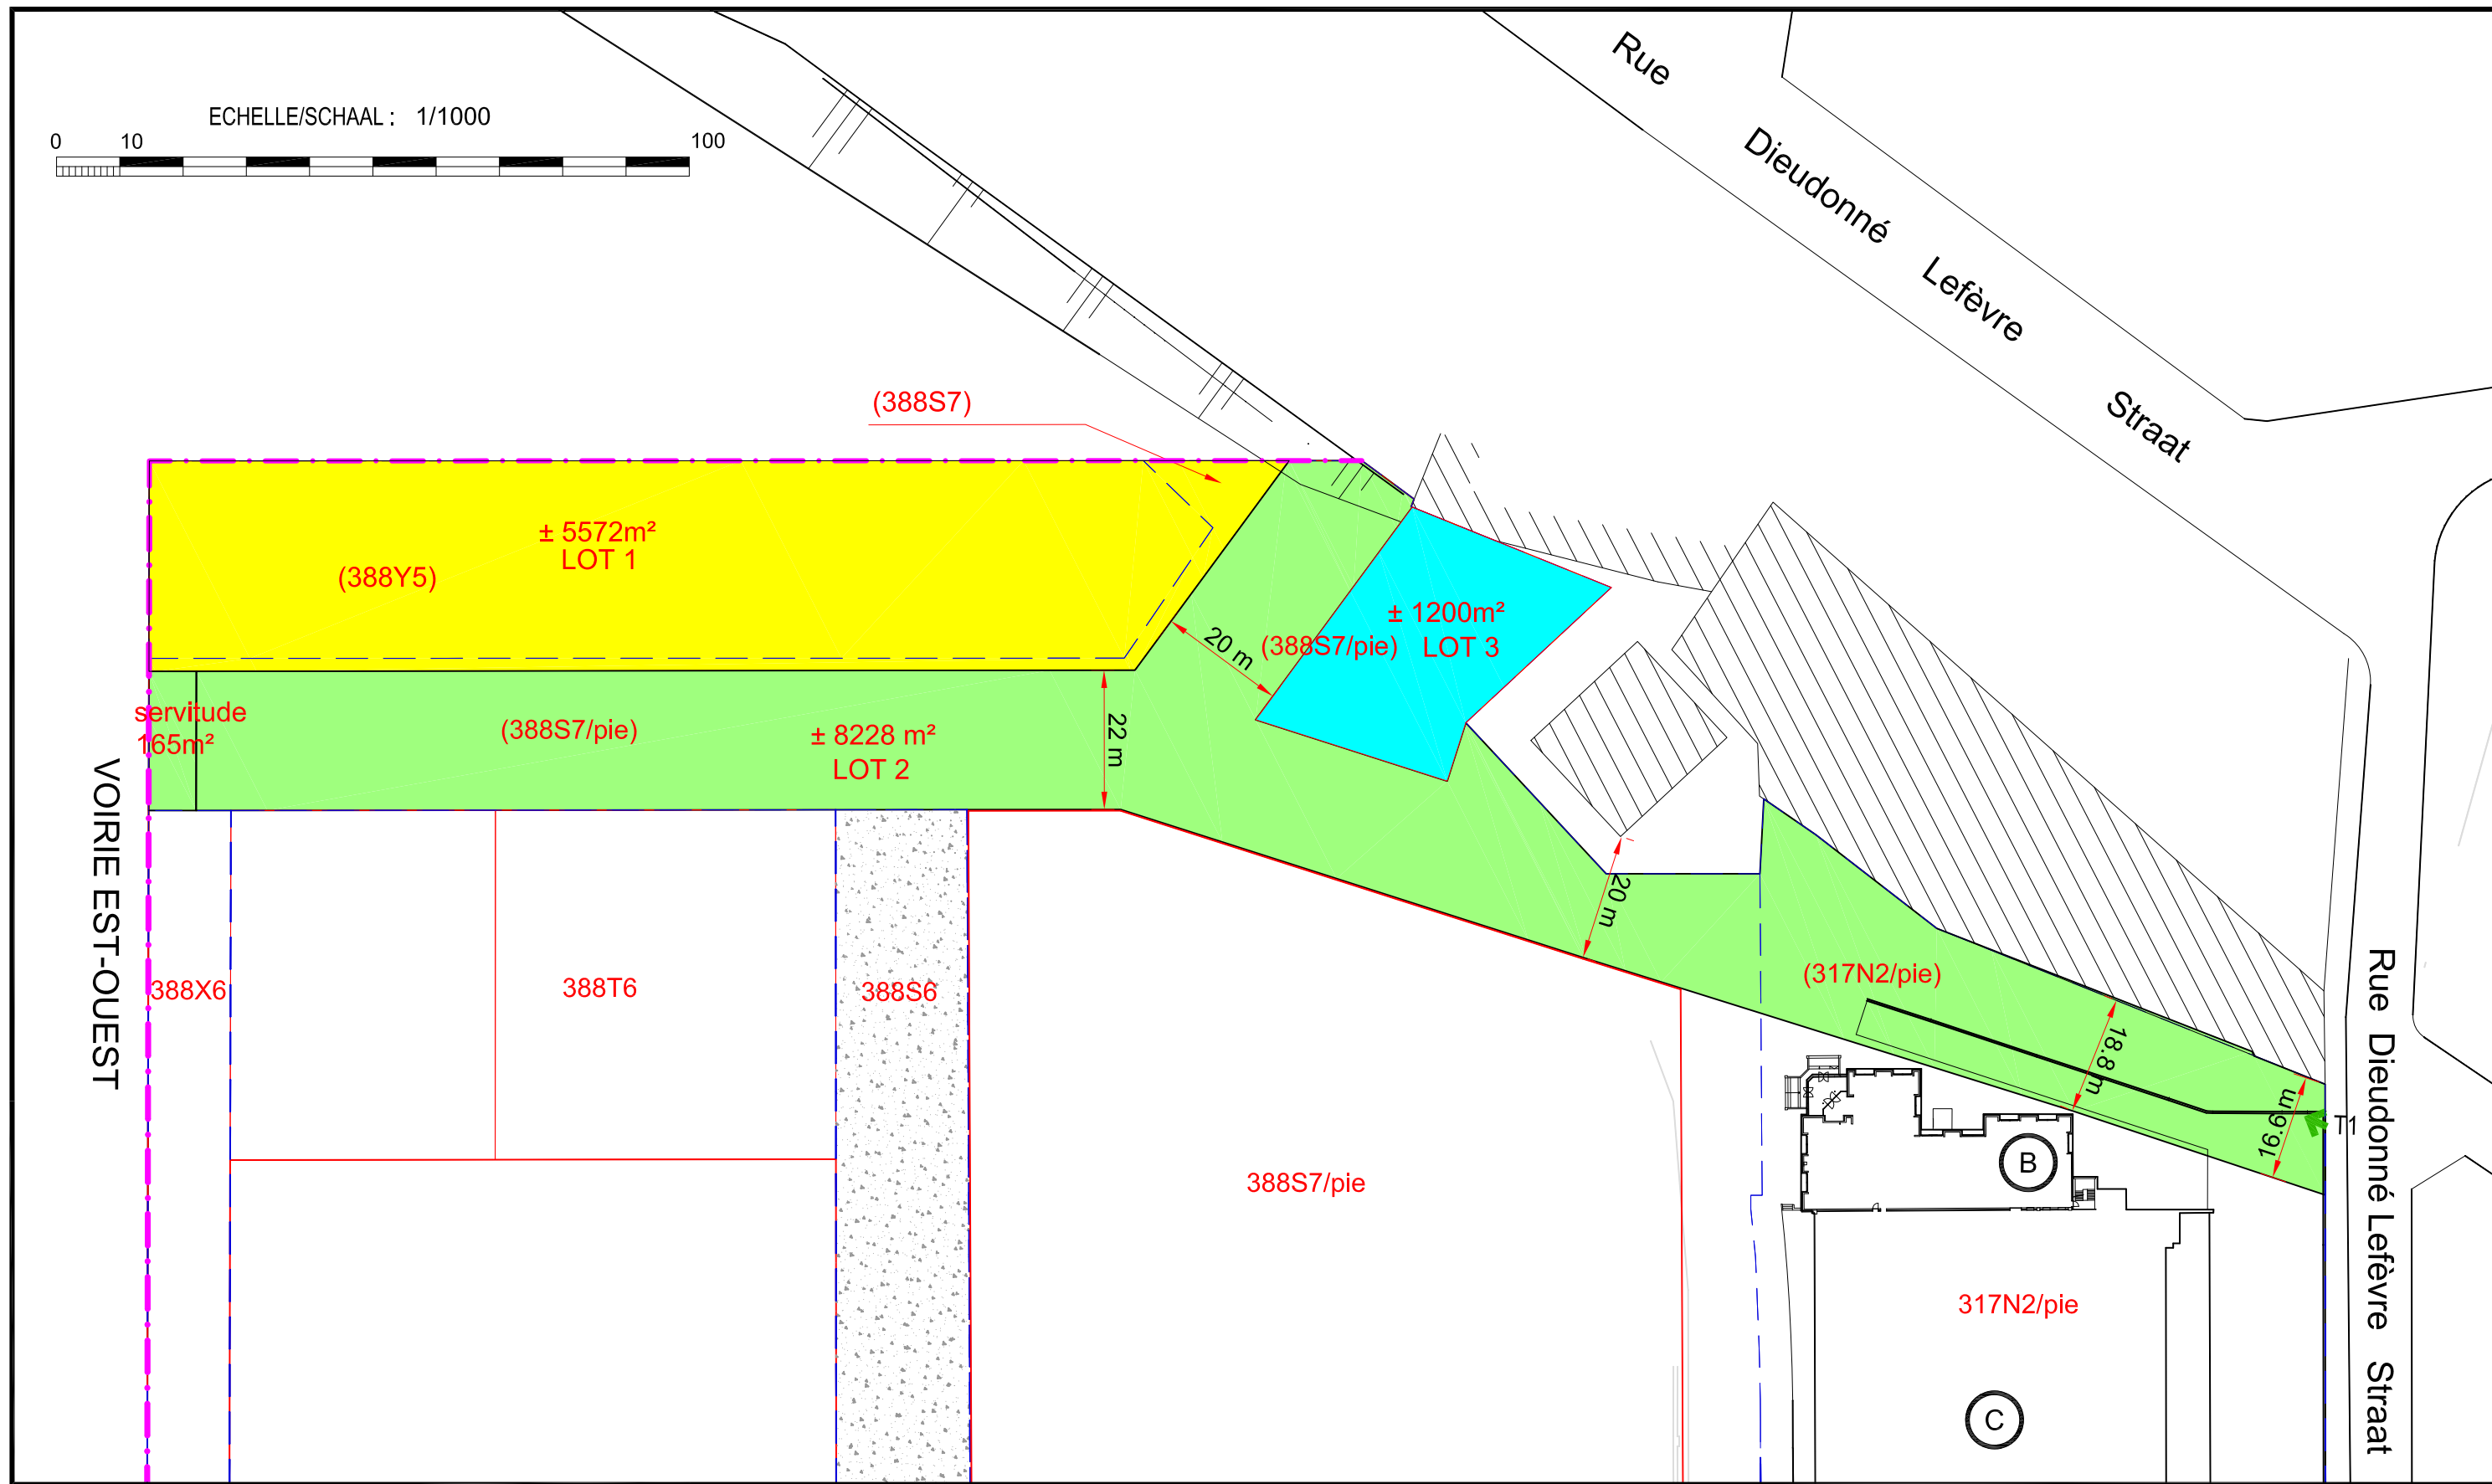 ECHELLE/SCHAAL : 1/1000
0 10 100
Rue
Dieudonné
Lefèvre
Straat
(388S7)
± 5572m²
LOT 1
(388Y5)
± 1200m²
LOT 3
(388S7/pie)
20 m
servitude
165m²
(388S7/pie)
± 8228 m²
LOT 2
22 m
VOIRIE EST-OUEST
20 m
388X6
388T6
388S6
(317N2/pie)
18.8 m
16.6 m
T1
B
388S7/pie
317N2/pie
C
Rue Dieudonné Lefèvre Straat